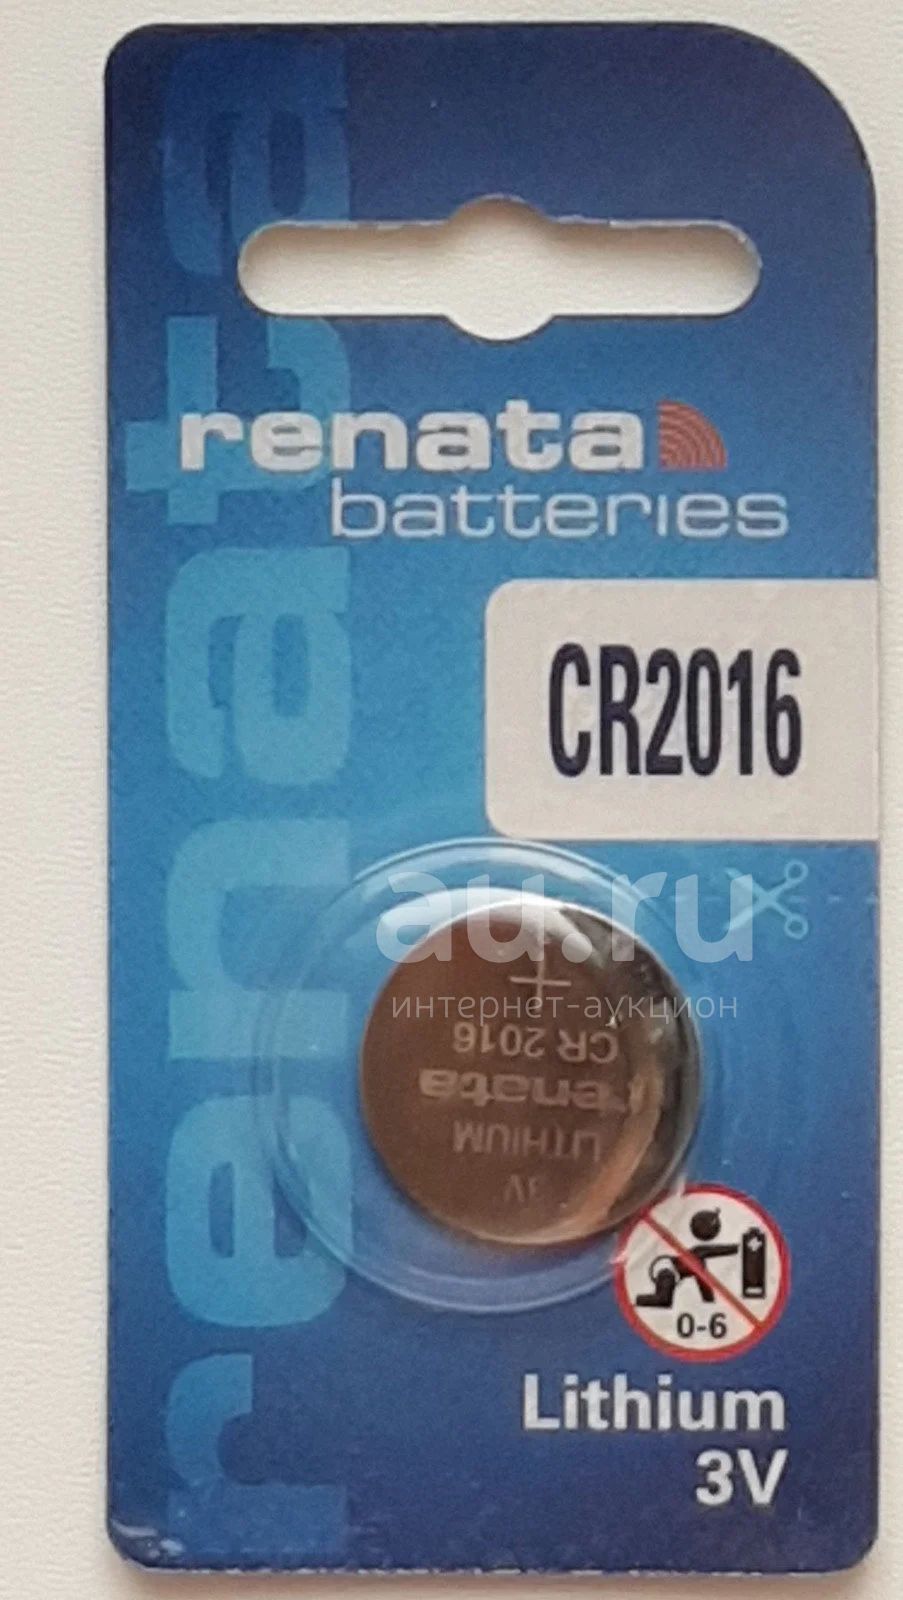 renata
renata
batteries
CR2016
au.ru
интернет-аукцион
+
CR 2016
renata
LITHIUM
3V
0-6
Lithium
3V